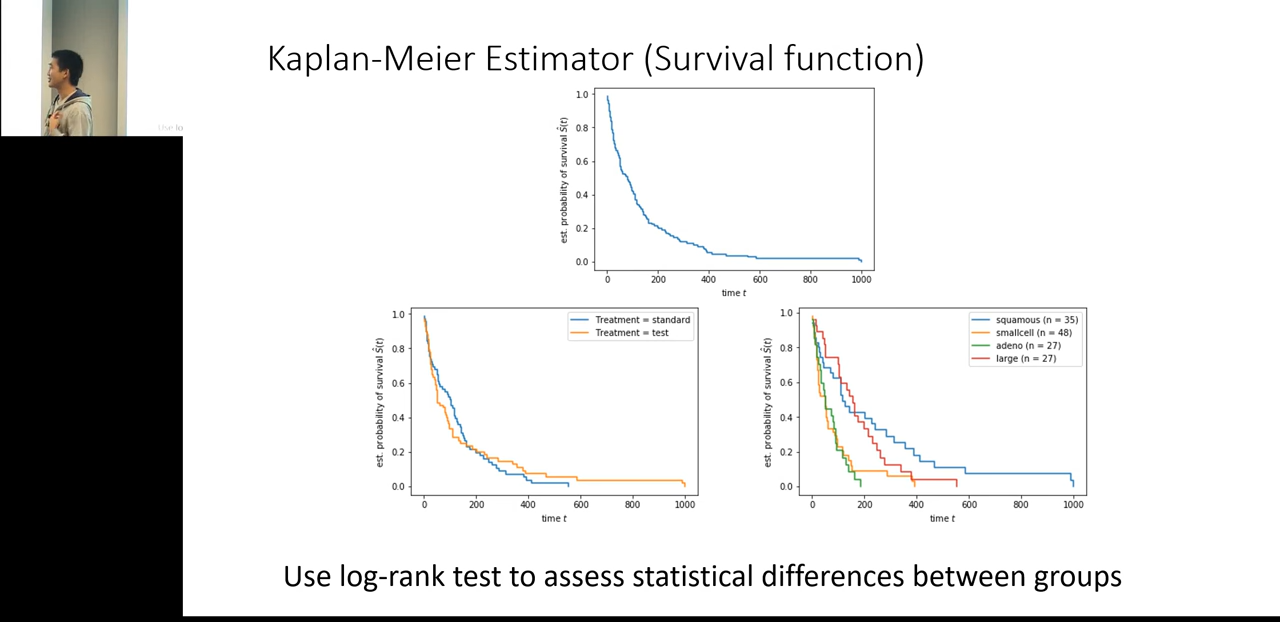 Use lo
Kaplan-Meier Estimator (Survival function)
est. probability of survival Ŝ(t)
1.0
0.8
0.6
0.4
0.2
0.0
0 200 400 600 800 1000
time t
est. probability of survival Ŝ(t)
1.0
0.8
0.6
0.4
0.2
0.0
Treatment = standard
Treatment = test
0 200 400 600 800 1000
time t
est. probability of survival Ŝ(t)
1.0
0.8
0.6
0.4
0.2
0.0
squamous (n = 35)
smallcell (n = 48)
adeno (n = 27)
large (n = 27)
0 200 400 600 800 1000
time t
Use log-rank test to assess statistical differences between groups